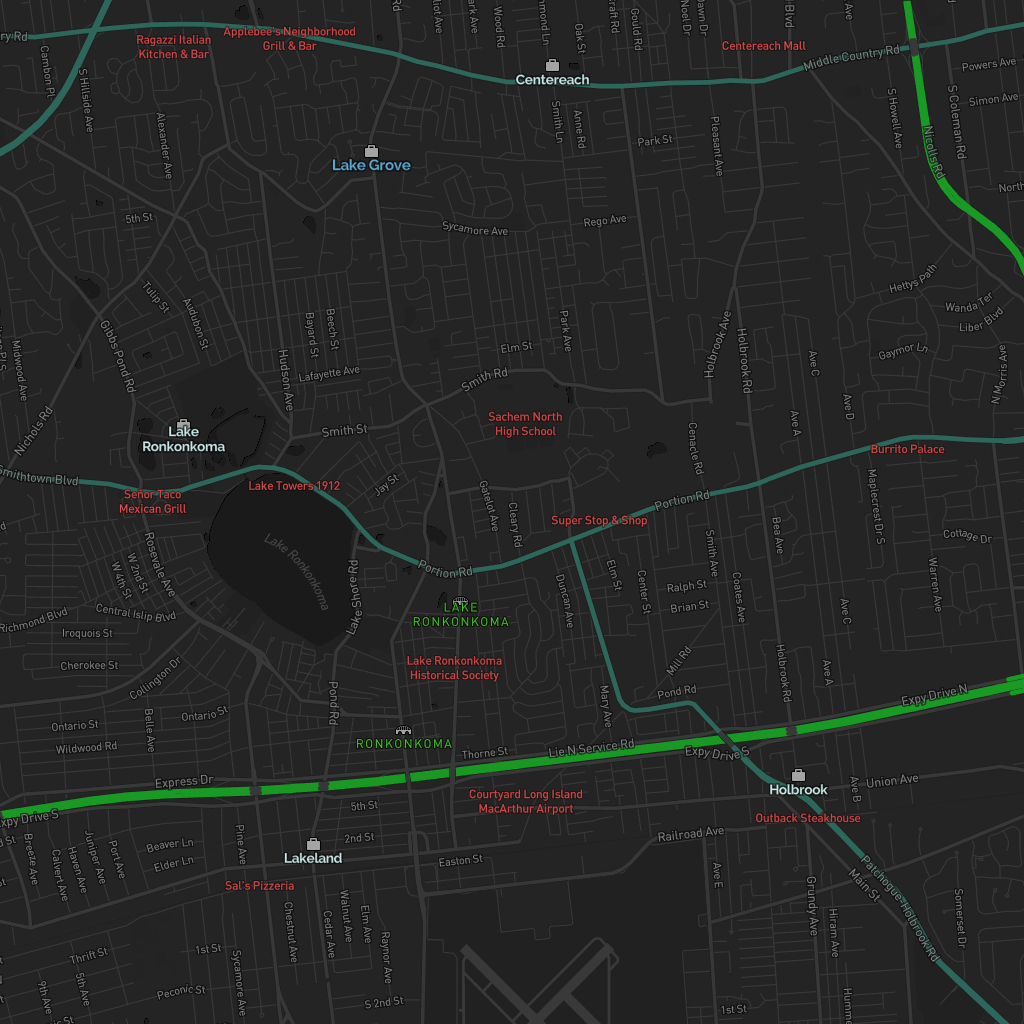 ry Rd
Ragazzi Italian
Kitchen & Bar
Applebee's Neighborhood
Grill & Bar
Wood Rd
Oak St
Gould Rd
Noel Dr
Blvd
Ave
Centereach Mall
Middle Country Rd
Powers Ave
Centereach
Cambon Pl
S Hillside Ave
Alexander Ave
Smith Ln
Anne Rd
Park St
Pleasant Ave
S Howell Ave
S Coleman Rd
Simon Ave
Nicolls Rd
Lake Grove
North
5th St
Sycamore Ave
Rego Ave
Hettys Path
Wanda Ter
Liber Blvd
Tulip St
Audubon St
Gibbs Pond Rd
Bayard St
Beech St
Park Ave
Elm St
Holbrook Ave
Holbrook Rd
Gaymor Ln
Midwood Ave
Hudson Ave
Lafayette Ave
Smith Rd
Ave C
Ave D
N Morris Ave
Nichols Rd
Lake
Ronkonkoma
Smith St
Sachem North
High School
Cenacle Rd
Ave A
Burrito Palace
Smithtown Blvd
Senor Taco
Mexican Grill
Lake Towers 1912
Jay St
Gatelot Ave
Cleary Rd
Portion Rd
Super Stop & Shop
Maplecrest Dr S
Bea Ave
Smith Ave
Cottage Dr
Lake Ronkonkoma
Rosevale Ave
W 2nd St
W 4th St
Portion Rd
Lake Shore Rd
Duncan Ave
Elm St
Center St
Ralph St
Brian St
Coates Ave
Warren Ave
Ave C
Richmond Blvd
Central Islip Blvd
Iroquois St
Cherokee St
Collington Dr
LAKE
RONKONKOMA
Lake Ronkonkoma
Historical Society
Mill Rd
Pond Rd
Holbrook Rd
Ave A
Mary Ave
Pond Rd
Ontario St
Belle Ave
Ontario St
Wildwood Rd
RONKONKOMA
Thorne St
Lie N Service Rd
Expy Drive S
Expy Drive N
Express Dr
Expy Drive S
Courtyard Long Island
MacArthur Airport
Holbrook
Ave B
Union Ave
Outback Steakhouse
5th St
2nd St
Beaver Ln
Elder Ln
Breeze Ave
Calvert Ave
Haven Ave
Juniper Ave
Port Ave
Pine Ave
Lakeland
Easton St
Railroad Ave
Ave E
Patchogue-Holbrook Rd
Main St
Sal's Pizzeria
Chestnut Ave
Cedar Ave
Walnut Ave
Elm Ave
Raynor Ave
Grundy Ave
Hiram Ave
Somerset Dr
Thrift St
1st St
Sycamore Ave
Peconic St
9th Ave
5th Ave
S 2nd St
1st St